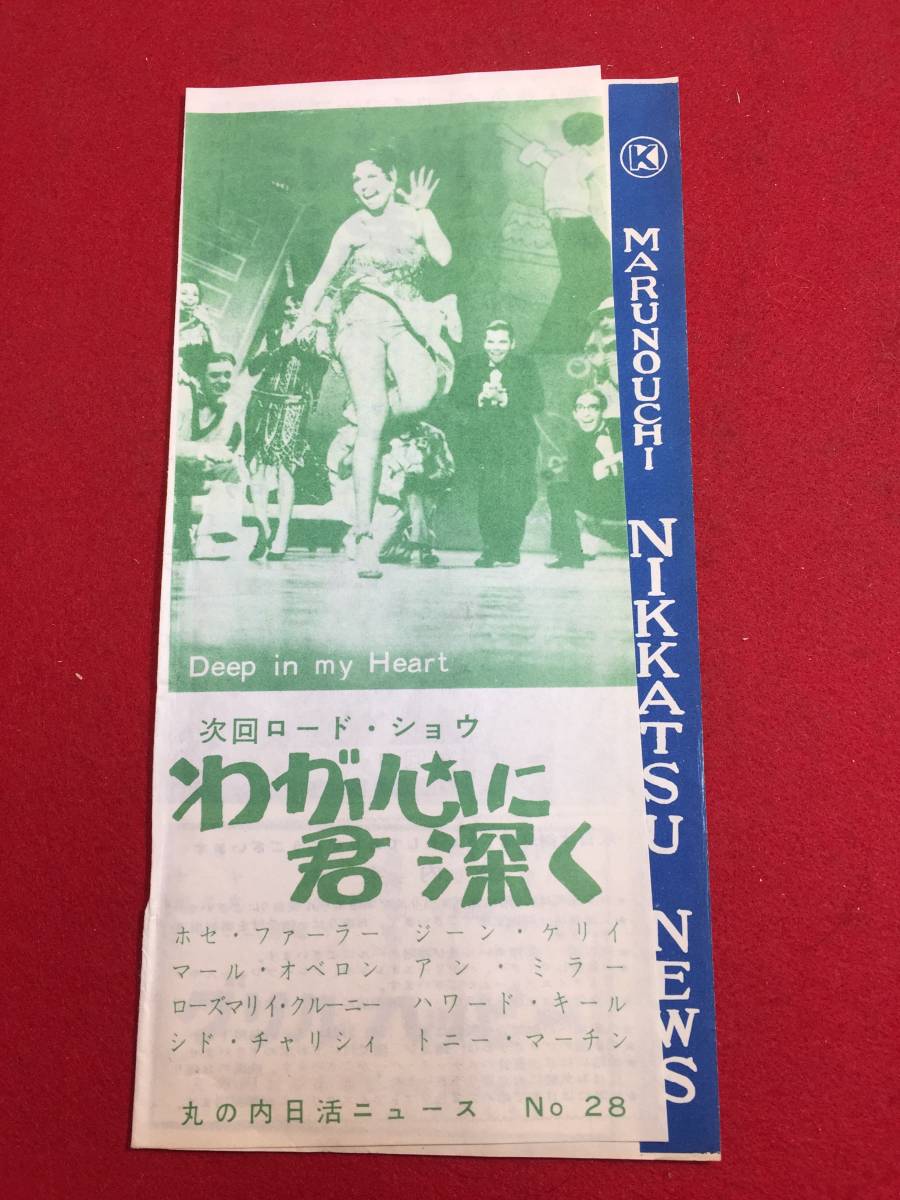 K
MARUNOUCHI NIKKATSU NEWS
Deep in my Heart
次回ロード・ショウ
わが心に
君深く
ホセ・ファーラー ジーン・ケリイ
マール・オベロン アン・ミラー
ローズマリイ・クルーニー ハワード・キール
シド・チャリシィ トニー・マーチン
丸の内日活ニュース No 28